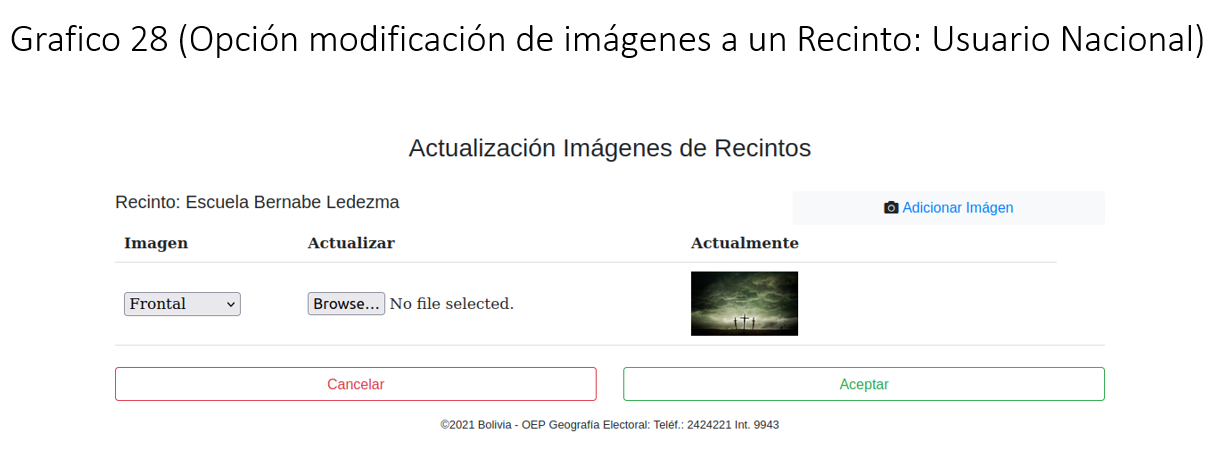 Grafico 28 (Opción modificación de imágenes a un Recinto: Usuario Nacional)
Actualización Imágenes de Recintos
Recinto: Escuela Bernabe Ledezma
Adicionar Imágen
Imagen Actualizar Actualmente
Frontal Browse... No file selected.
Cancelar Aceptar
©2021 Bolivia - OEP Geografía Electoral: Teléf.: 2424221 Int. 9943